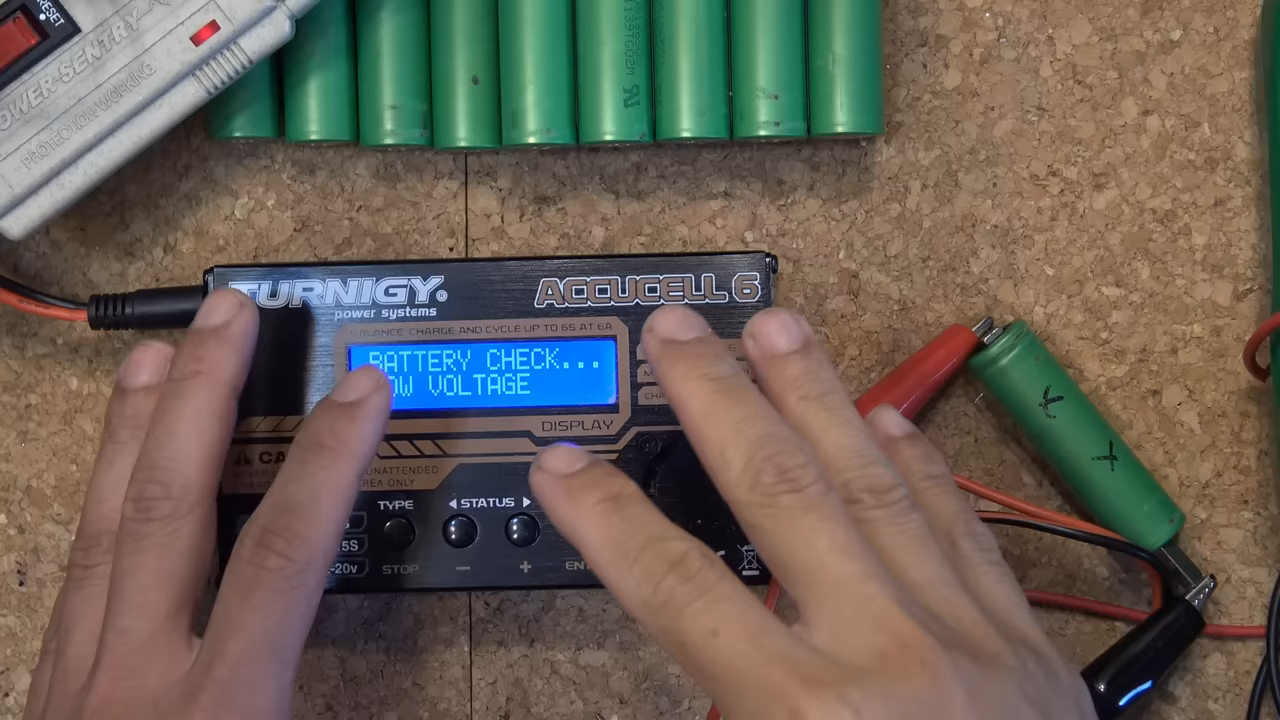 RESET
POWER-SENTRY
PROTECTION WORKING
TURNIGY®
power systems
ACCUCELL 6
BALANCE CHARGE AND CYCLE UP TO 6S AT 6A
BATTERY CHECK...
LOW VOLTAGE
DISPLAY
UNATTENDED
AREA ONLY
TYPE
STATUS
STOP
- +
X
X